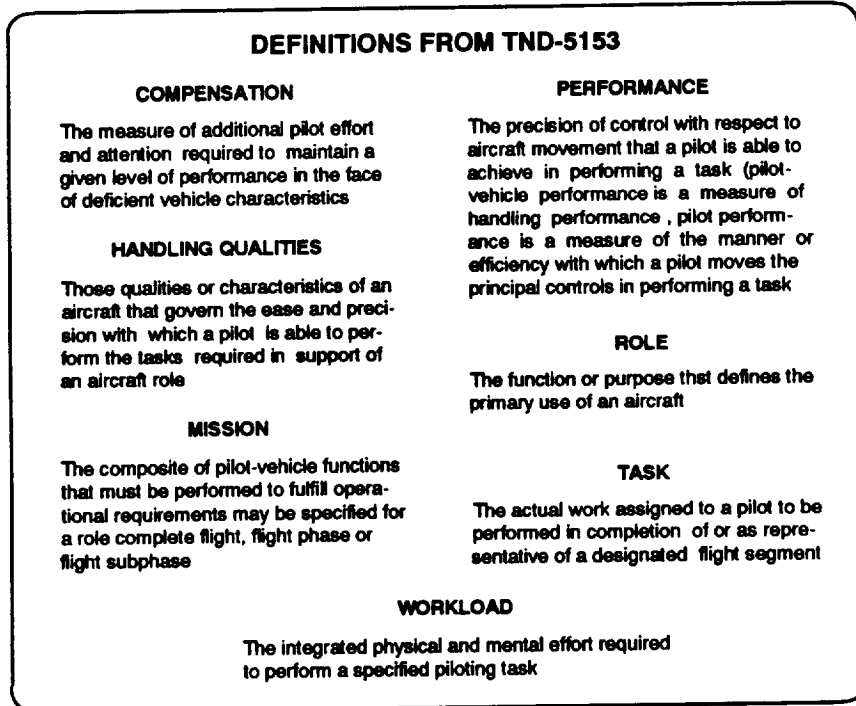 DEFINITIONS FROM TND-5153
COMPENSATION
The measure of additional pilot effort
and attention required to maintain a
given level of performance in the face
of deficient vehicle characteristics
HANDLING QUALITIES
Those qualities or characteristics of an
aircraft that govern the ease and preci-
sion with which a pilot is able to per-
form the tasks required in support of
an aircraft role
MISSION
The composite of pilot-vehicle functions
that must be performed to fulfill opera-
tional requirements may be specified for
a role complete flight, flight phase or
flight subphase
PERFORMANCE
The precision of control with respect to
aircraft movement that a pilot is able to
achieve in performing a task (pilot-
vehicle performance is a measure of
handling performance , pilot perform-
ance is a measure of the manner or
efficiency with which a pilot moves the
principal controls in performing a task
ROLE
The function or purpose thst defines the
primary use of an aircraft
TASK
The actual work assigned to a pilot to be
performed in completion of or as repre-
sentative of a designated flight segment
WORKLOAD
The integrated physical and mental effort required
to perform a specified piloting task